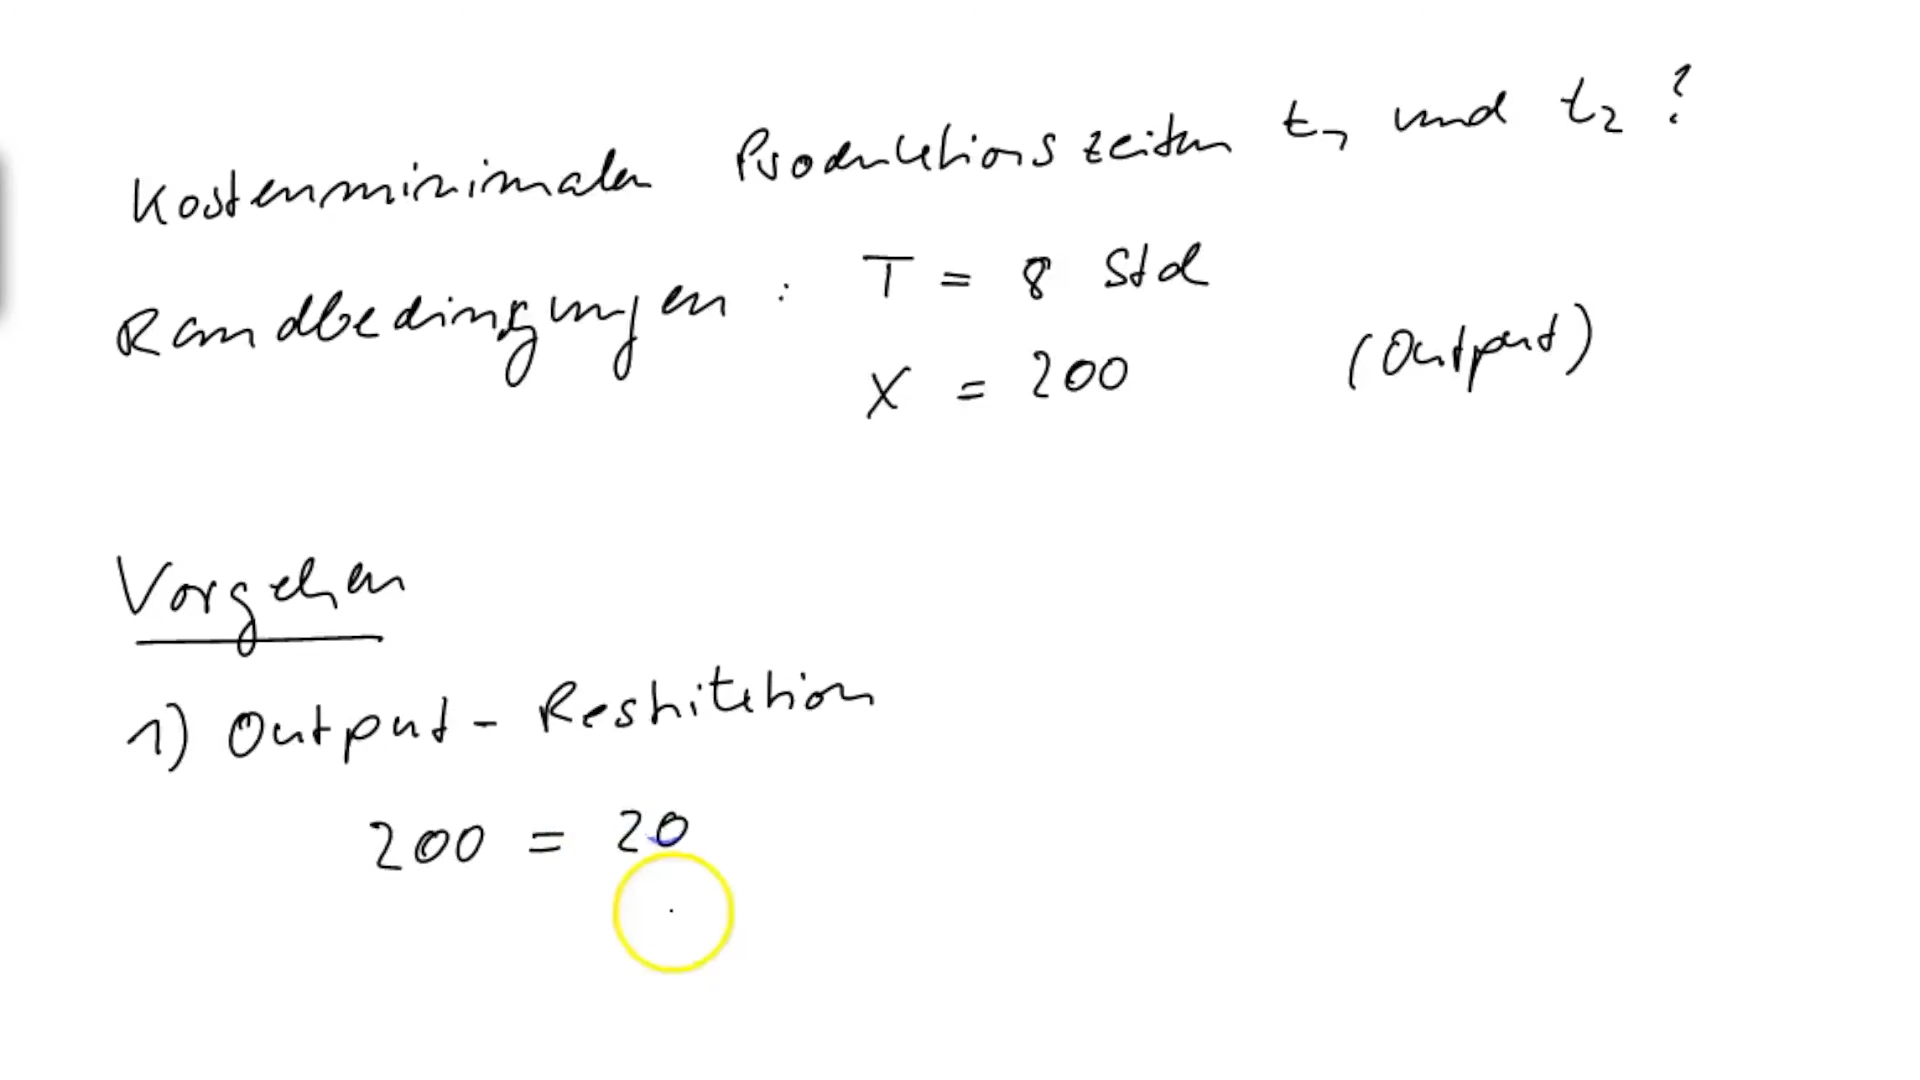 Kostenminimalen Produktionszeiten t1 und t2 ?
Randbedingungen : T = 8 Std
X = 200 (Output)
Vorgehen
1) Output - Restriktion
200 = 20